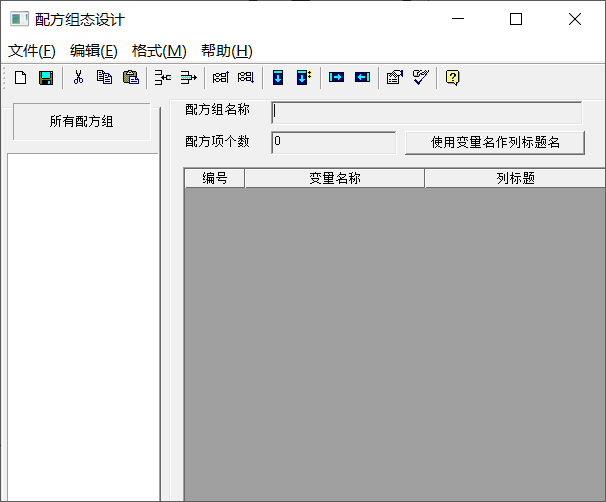 配方组态设计
文件(F) 编辑(E) 格式(M) 帮助(H)
所有配方组
配方组名称
配方项个数 0 使用变量名作列标题名
编号 变量名称 列标题